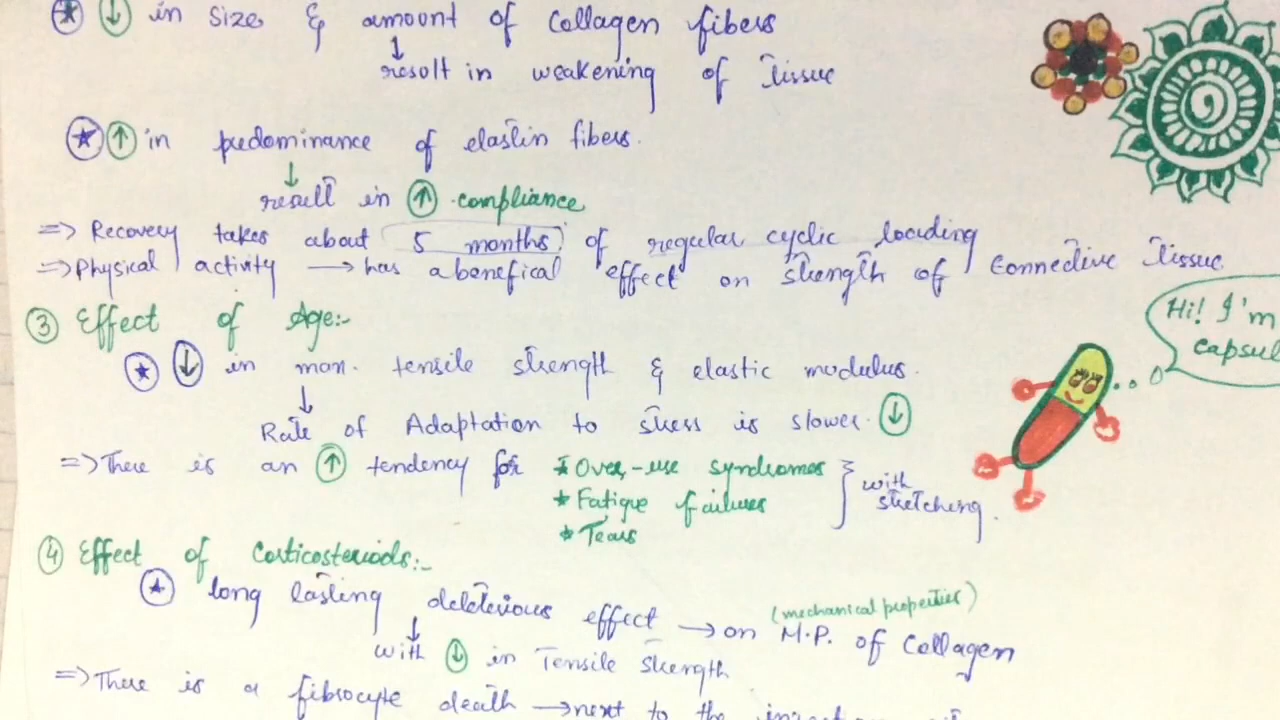 ↓ in size & amount of collagen fibers
↓
result in weakening of Tissue
↑ in predominance of elastin fibers.
↓
result in ↑ compliance
=> Recovery takes about 5 months of regular cyclic loading
=> Physical activity → has a benefical effect on strength of Connective Tissue
Hi! I'm
capsul
③ Effect of Age:-
★ ↓ in max. tensile strength & elastic modulus.
↓
Rate of Adaptation to stress is slower. ↓
=> There is an ↑ tendency for ★ Over-use syndromes
★ Fatigue failures
★ Tears
} with stretching.
④ Effect of Corticosteriods:-
★ long lasting deleterious effect → on M.P. of Collagen
(mechanical properties)
↓
with ↓ in Tensile Strength
=> There is a fibrocyte death → next to the